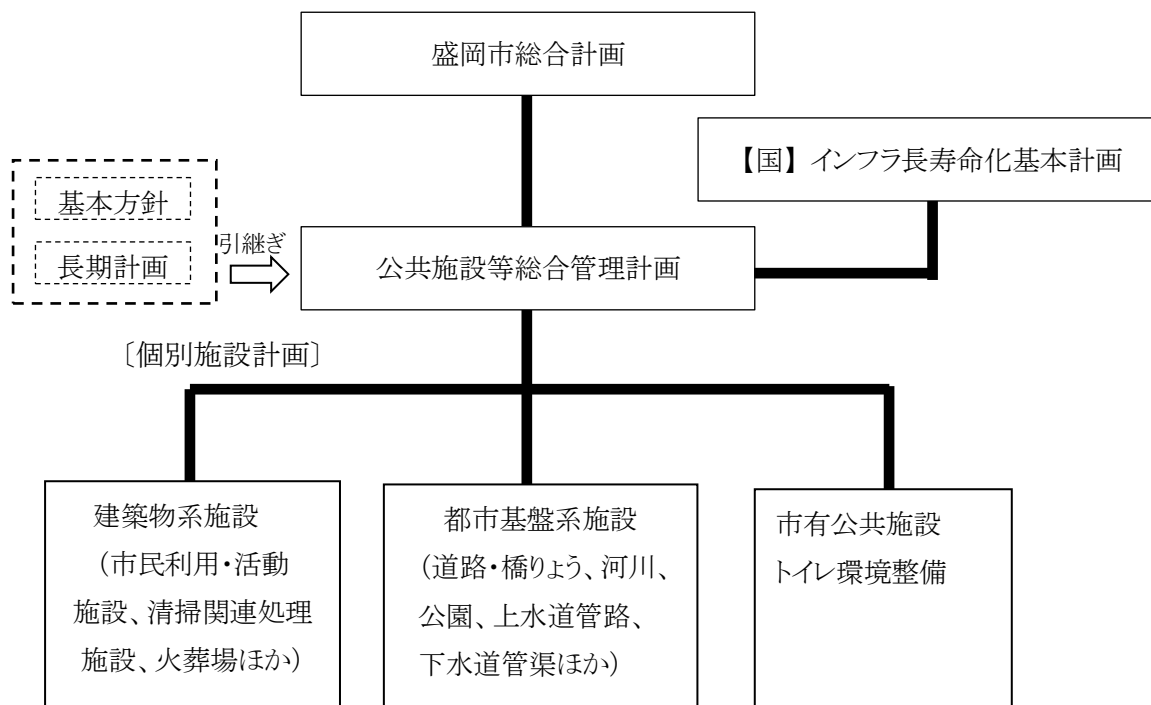 盛岡市総合計画
【国】 インフラ長寿命化基本計画
基本方針
長期計画
引継ぎ
公共施設等総合管理計画
〔個別施設計画〕
建築物系施設
（市民利用・活動
施設、清掃関連処理
施設、火葬場ほか）
都市基盤系施設
（道路・橋りょう、河川、
公園、上水道管路、
下水道管渠ほか）
市有公共施設
トイレ環境整備